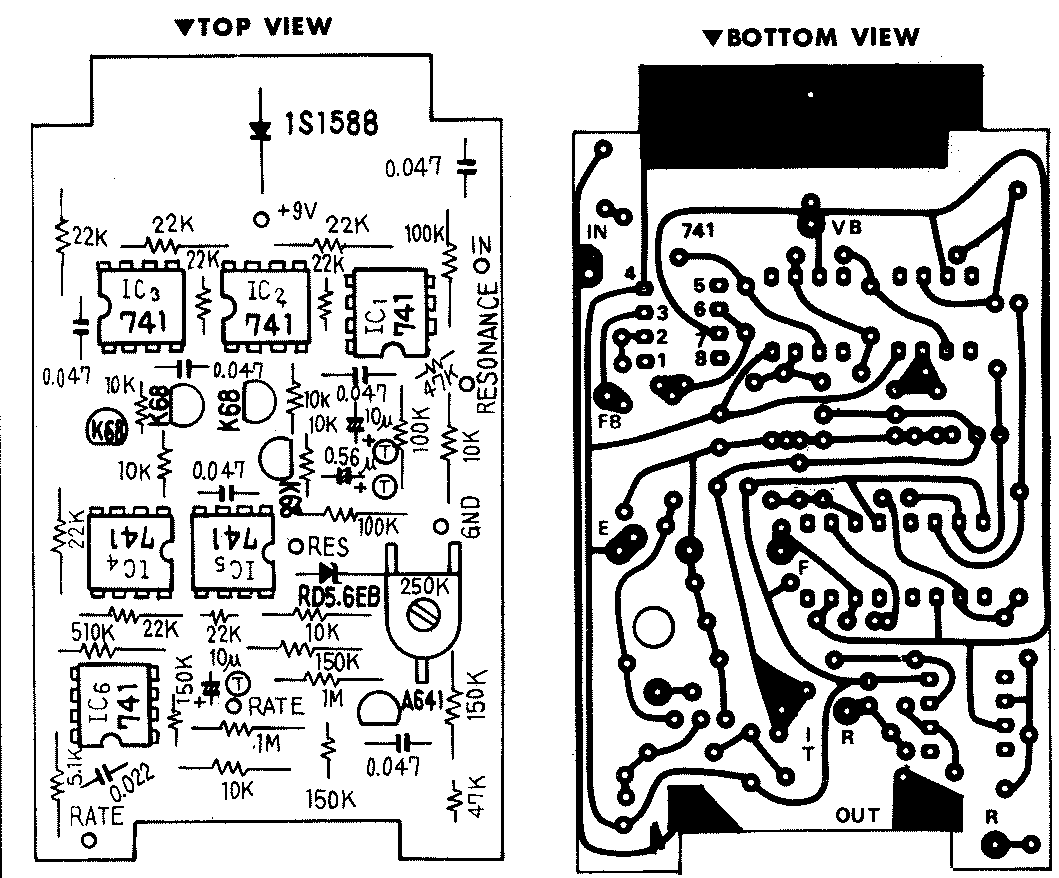 ▼TOP VIEW
1S1588
0.047
+9V
22K
22K
22K
100K
IN
22K
22K
IC3
741
IC2
741
IC1
741
RESONANCE
0.047
0.047
0.047
47K
10K
K68
K68
K68
10K
10K
10μ
100K
10K
10K
0.047
0.56μ
T
T
K68
100K
GND
22K
741
IC4
741
IC5
RES
RD5.6EB
250K
510K
22K
22K
10K
10μ
150K
T
1M
150K
IC6
741
RATE
A641
150K
5.1K
0.022
1M
0.047
10K
150K
47K
RATE
▼BOTTOM VIEW
IN
741
VB
4
3
2
1
5
6
7
8
FB
E
F
I
T
R
OUT
R